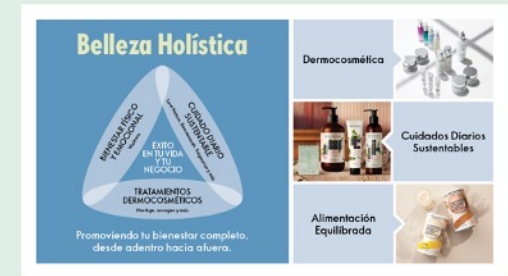 Belleza Holística
BIENESTAR FÍSICO
Y EMOCIONAL
CUIDADO DIARIO
SUSTENTABLE
ÉXITO
EN TU VIDA
Y TU
NEGOCIO
TRATAMIENTOS
DERMOCOSMÉTICOS
Promoviendo tu bienestar completo,
desde adentro hacia afuera.
Dermocosmética
Cuidados Diarios
Sustentables
Alimentación
Equilibrada